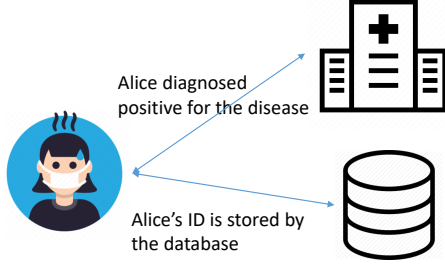 Alice diagnosed
positive for the disease
Alice’s ID is stored by
the database